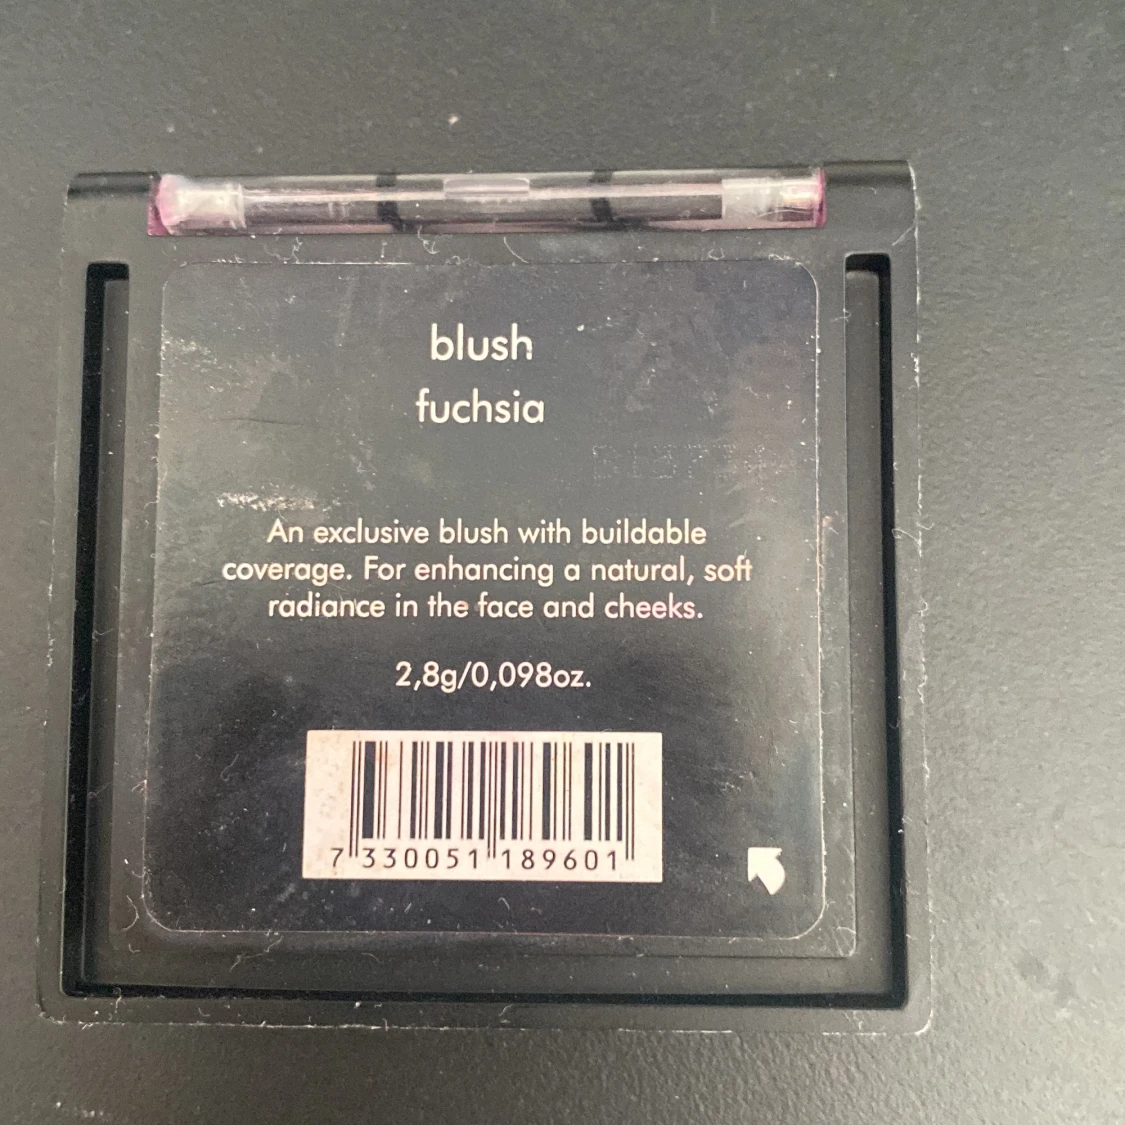 blush
fuchsia
An exclusive blush with buildable
coverage. For enhancing a natural, soft
radiance in the face and cheeks.
2,8g/0,098oz.
7 330051 189601